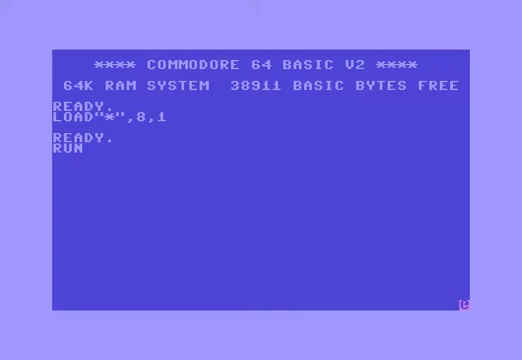 **** COMMODORE 64 BASIC V2 ****
64K RAM SYSTEM  38911 BASIC BYTES FREE
READY.
LOAD"*",8,1
READY.
RUN